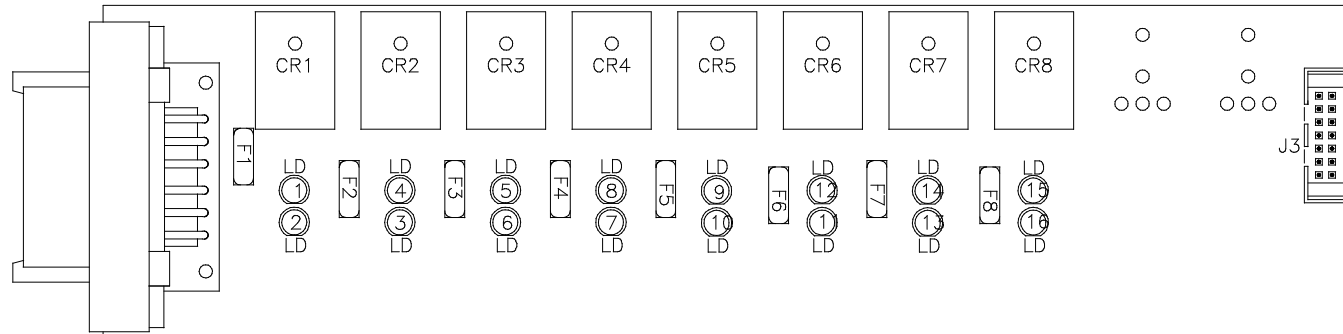 CR1 CR2 CR3 CR4 CR5 CR6 CR7 CR8
J3
F1 F2 F3 F4 F5 F6 F7 F8
LD LD LD LD LD LD LD LD
1 4 5 8 9 12 14 15
2 3 6 7 10 11 13 16
LD LD LD LD LD LD LD LD